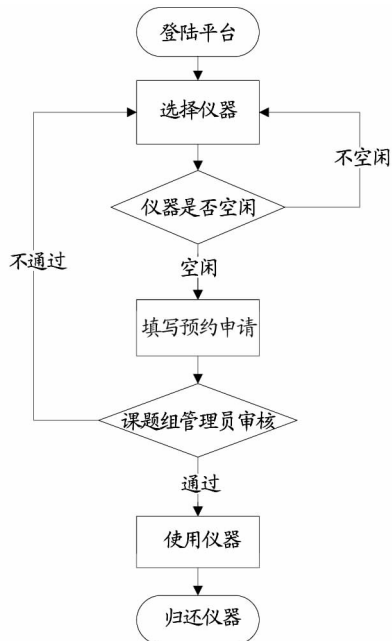 登陆平台
选择仪器
不空闲
仪器是否空闲
不通过
空闲
填写预约申请
课题组管理员审核
通过
使用仪器
归还仪器